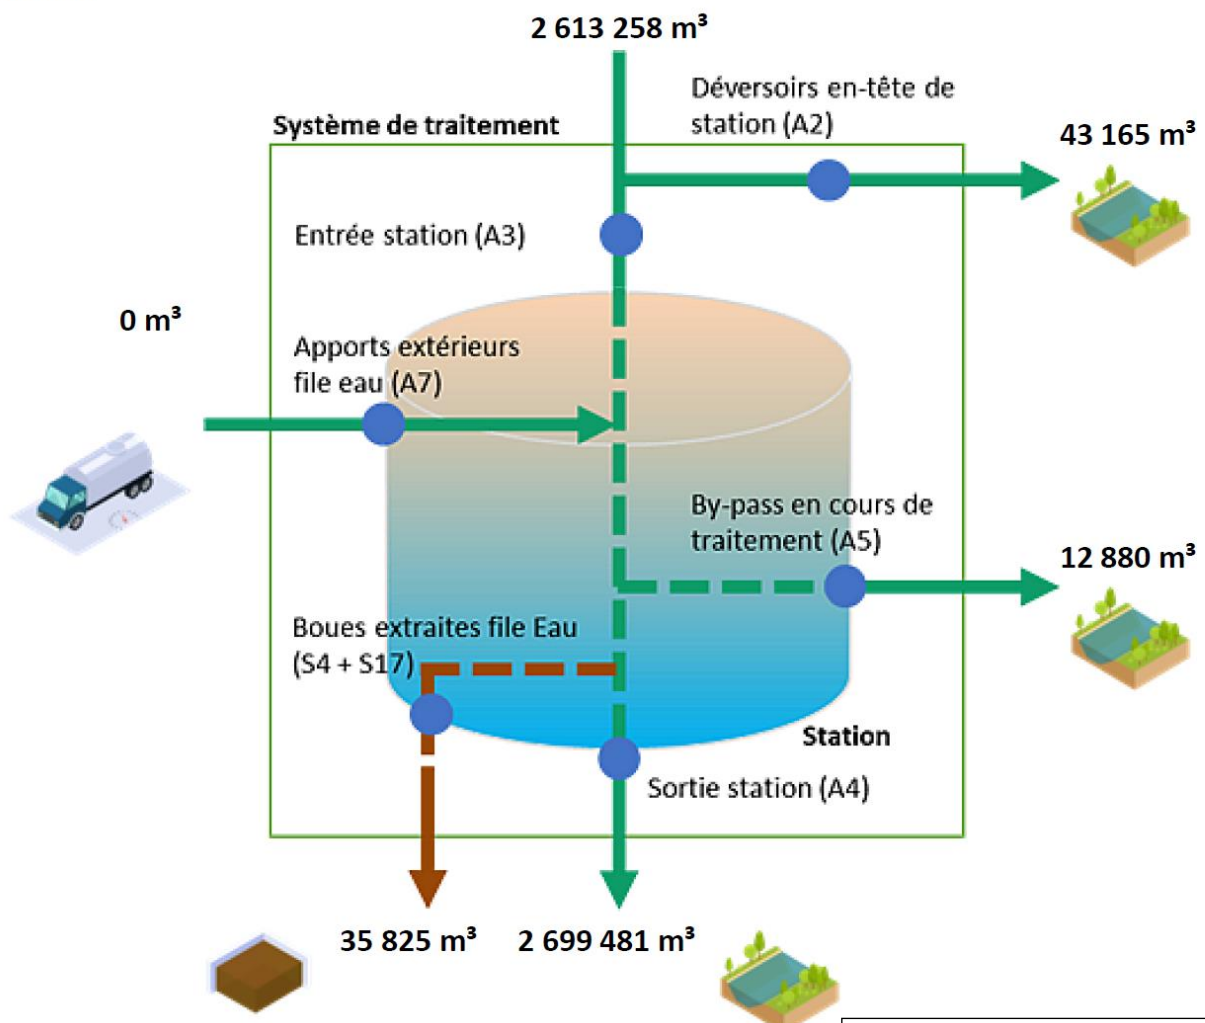 2 613 258 m³
Déversoirs en-tête de
station (A2)
Système de traitement
43 165 m³
Entrée station (A3)
0 m³
Apports extérieurs
file eau (A7)
By-pass en cours de
traitement (A5)
12 880 m³
Boues extraites file Eau
(S4 + S17)
Station
Sortie station (A4)
35 825 m³
2 699 481 m³